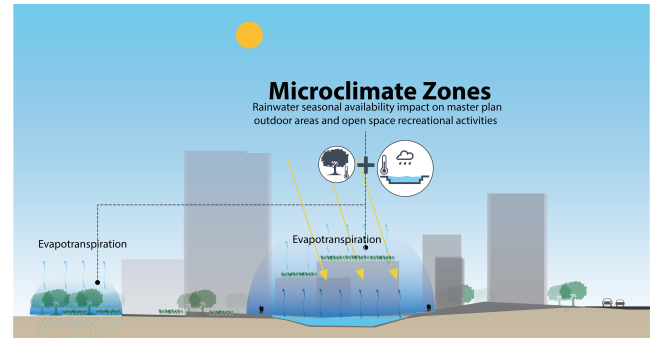 Microclimate Zones
Rainwater seasonal availability impact on master plan
outdoor areas and open space recreational activities
Evapotranspiration
Evapotranspiration